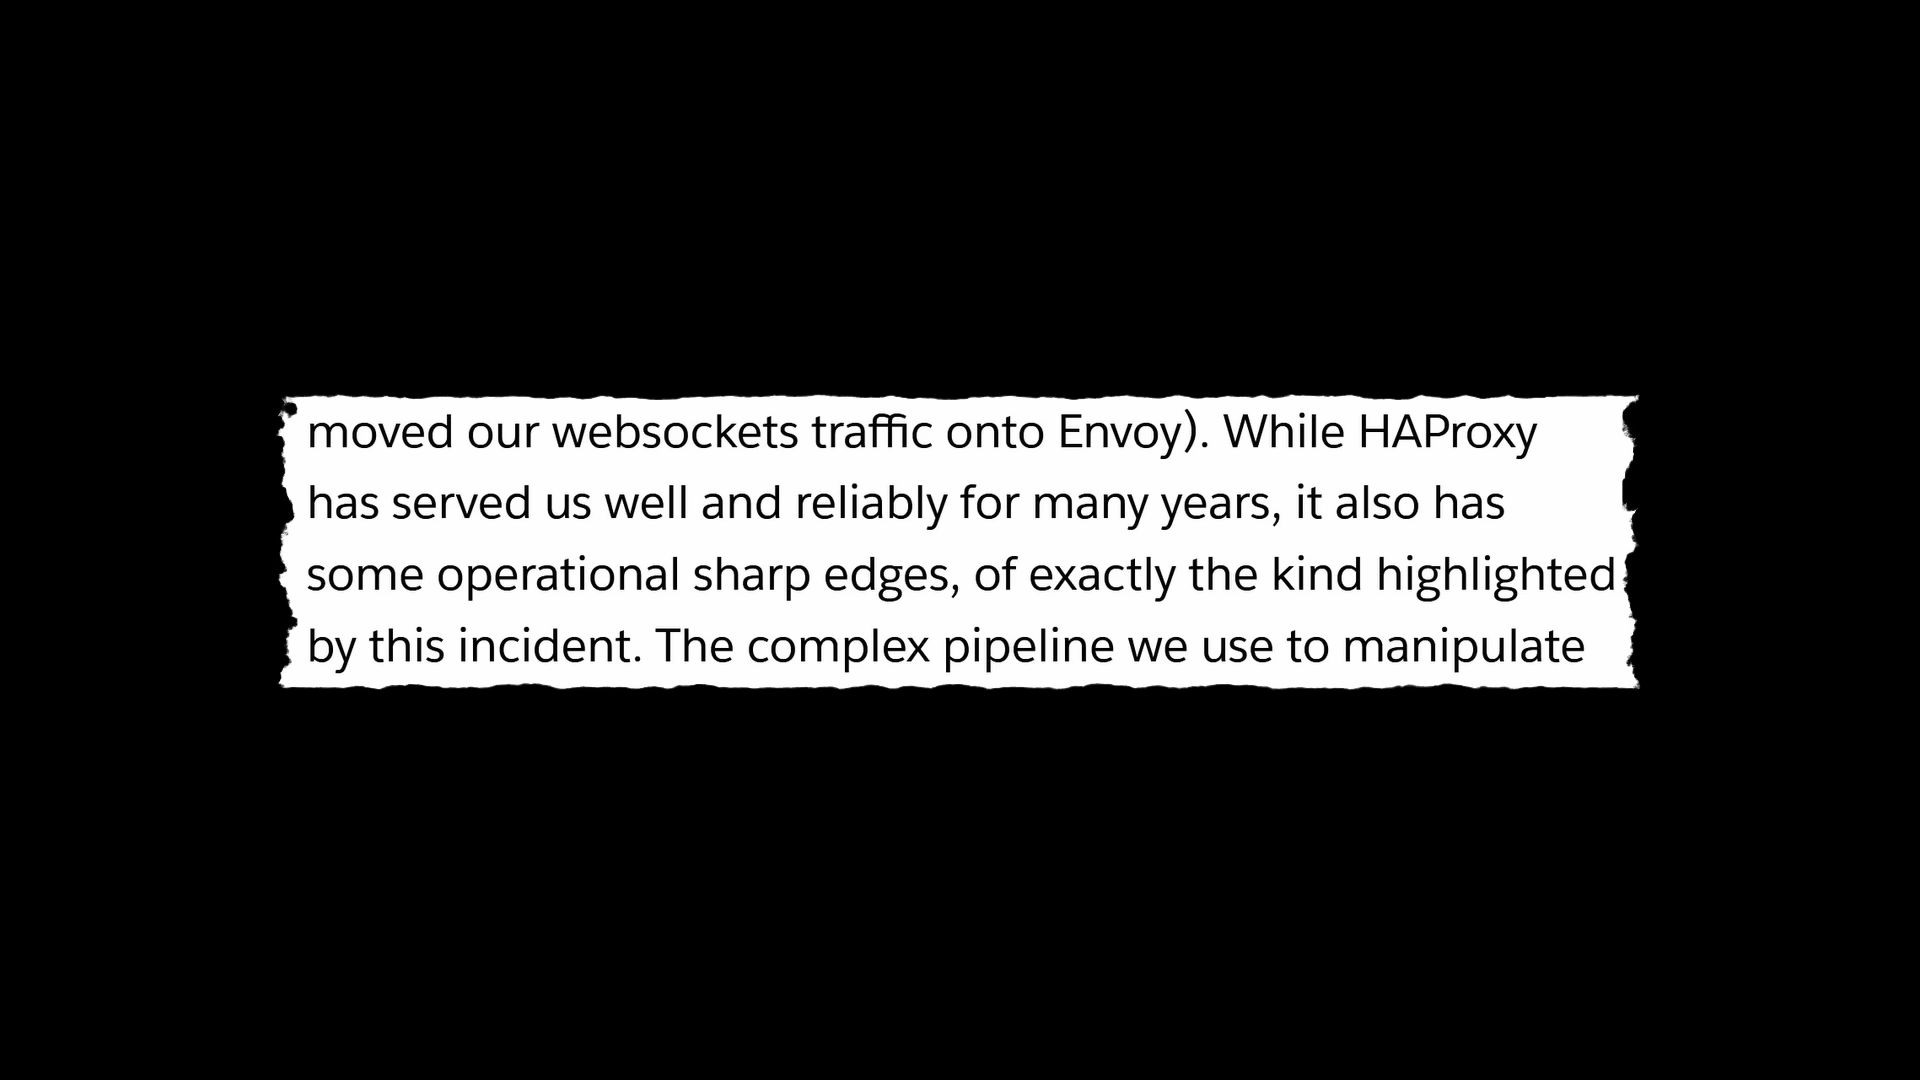 moved our websockets traffic onto Envoy). While HAProxy
has served us well and reliably for many years, it also has
some operational sharp edges, of exactly the kind highlighted
by this incident. The complex pipeline we use to manipulate